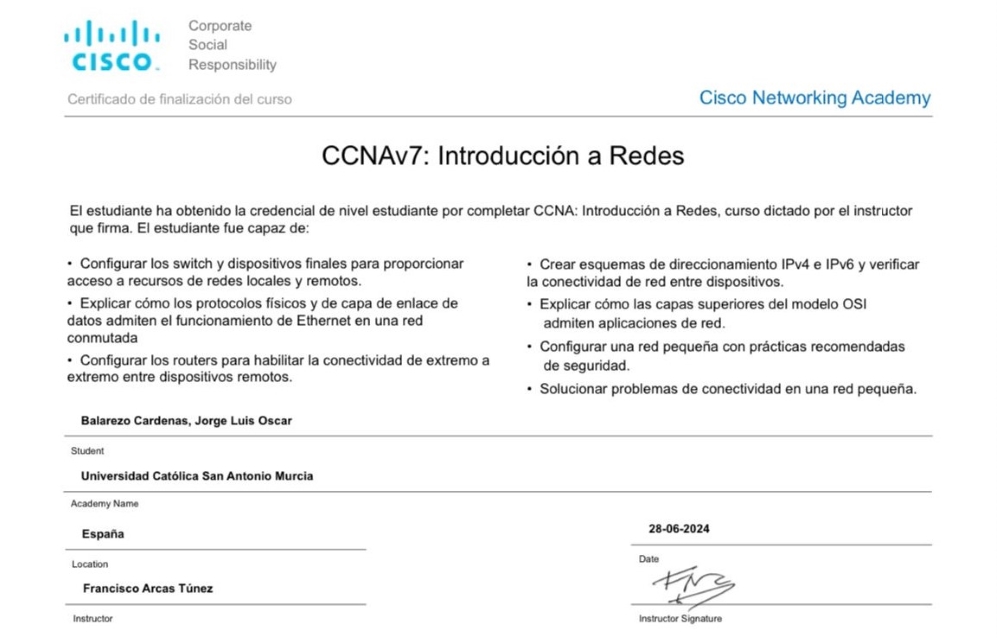 CISCO
Corporate
Social
Responsibility
Certificado de finalización del curso
Cisco Networking Academy
CCNAv7: Introducción a Redes
El estudiante ha obtenido la credencial de nivel estudiante por completar CCNA: Introducción a Redes, curso dictado por el instructor
que firma. El estudiante fue capaz de:
• Configurar los switch y dispositivos finales para proporcionar
acceso a recursos de redes locales y remotos.
• Explicar cómo los protocolos físicos y de capa de enlace de
datos admiten el funcionamiento de Ethernet en una red
conmutada
• Configurar los routers para habilitar la conectividad de extremo a
extremo entre dispositivos remotos.
• Crear esquemas de direccionamiento IPv4 e IPv6 y verificar
la conectividad de red entre dispositivos.
• Explicar cómo las capas superiores del modelo OSI
admiten aplicaciones de red.
• Configurar una red pequeña con prácticas recomendadas
de seguridad.
• Solucionar problemas de conectividad en una red pequeña.
Balarezo Cardenas, Jorge Luis Oscar
Student
Universidad Católica San Antonio Murcia
Academy Name
España
Location
Francisco Arcas Túnez
Instructor
28-06-2024
Date
Instructor Signature